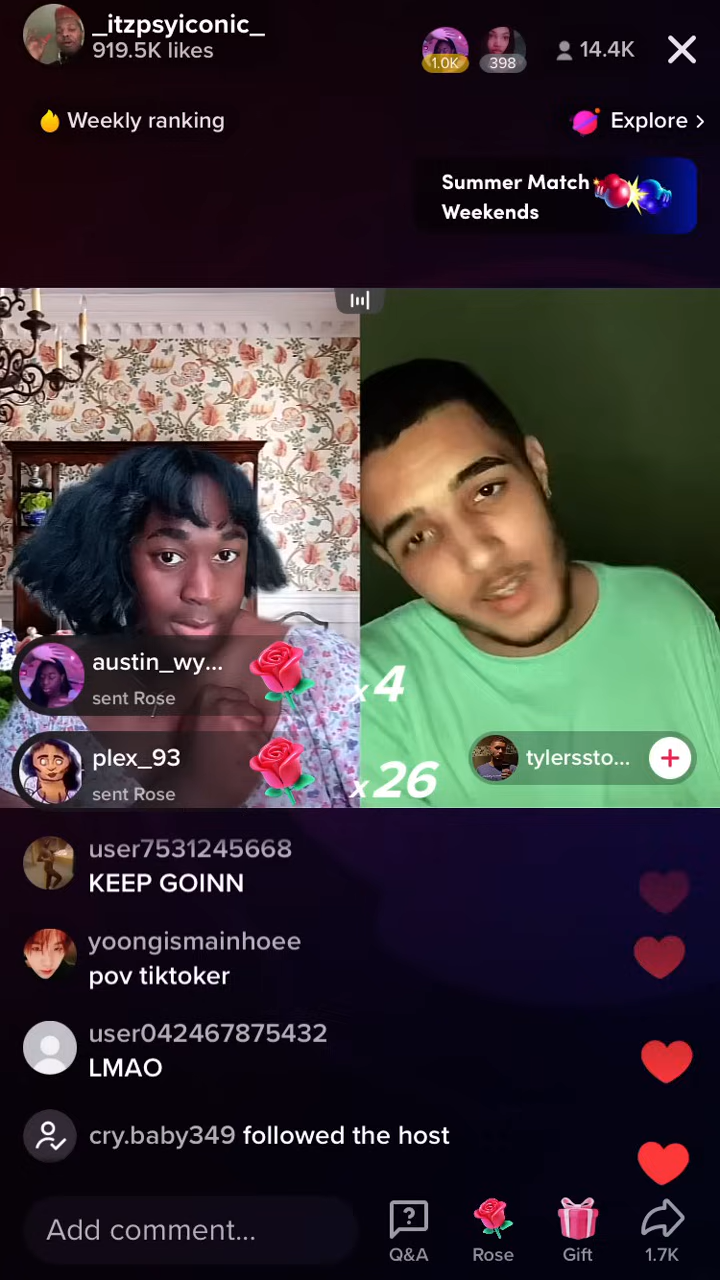 _itzpsyiconic_
919.5K likes
1.0K
398
14.4K
Weekly ranking
Explore
Summer Match
Weekends
austin_wy...
sent Rose
x4
plex_93
sent Rose
x26
tylerssto...
user7531245668
KEEP GOINN
yoongismainhoee
pov tiktoker
user042467875432
LMAO
cry.baby349 followed the host
Add comment...
Q&A
Rose
Gift
1.7K